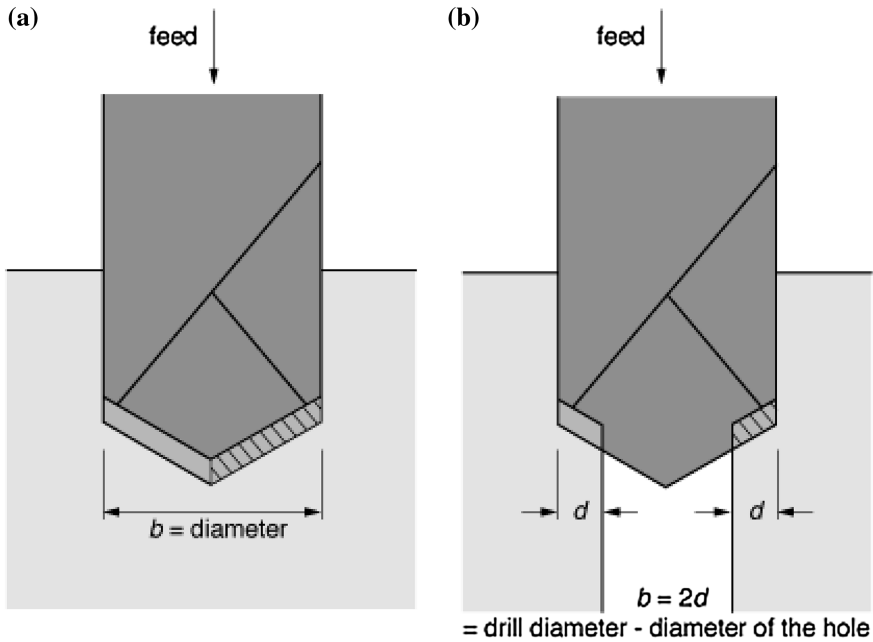 (a)
feed
b = diameter
(b)
feed
d
d
b = 2d
= drill diameter - diameter of the hole